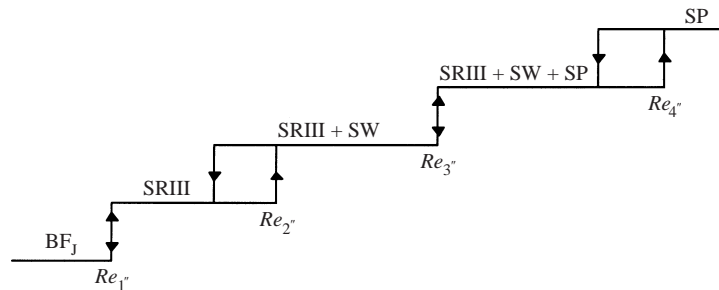 SP
SRIII + SW + SP
Re4″
SRIII + SW
Re3″
SRIII
Re2″
BFJ
Re1″